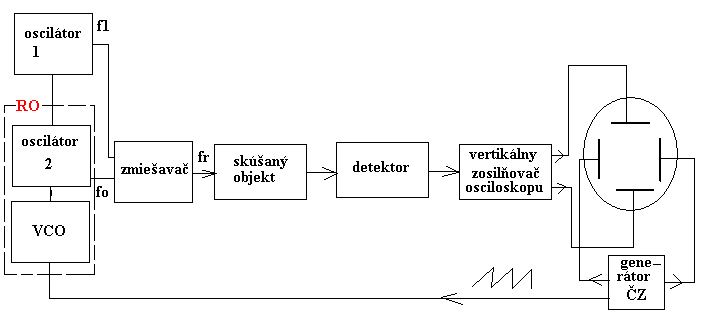 oscilátor
1
f1
RO
oscilátor
2
fo
VCO
zmiešavač
fr
skúšaný
objekt
detektor
vertikálny
zosilňovač
osciloskopu
gene–
rátor
ČZ